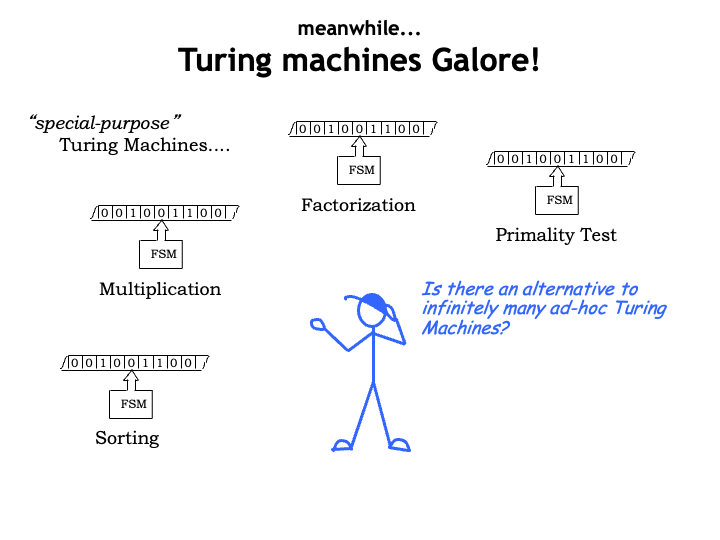 meanwhile...
Turing machines Galore!
“special-purpose”
Turing Machines....
0 0 1 0 0 1 1 0 0
FSM
Factorization
0 0 1 0 0 1 1 0 0
FSM
Primality Test
0 0 1 0 0 1 1 0 0
FSM
Multiplication
Is there an alternative to
infinitely many ad-hoc Turing
Machines?
0 0 1 0 0 1 1 0 0
FSM
Sorting